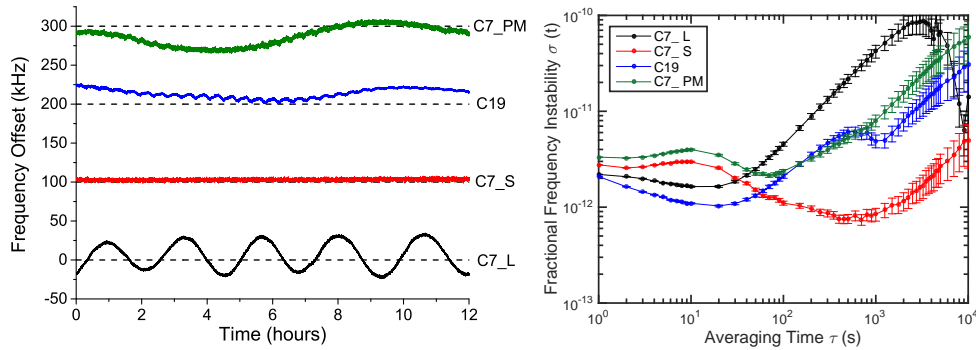 Frequency Offset (kHz)
350
300
250
200
150
100
50
0
-50
0
2
4
6
8
10
12
Time (hours)
C7_PM
C19
C7_S
C7_L
Fractional Frequency Instability σ (t)
10^-10
10^-11
10^-12
10^-13
C7_ L
C7_ S
C19
C7_ PM
10^0
10^1
10^2
10^3
10^4
Averaging Time τ (s)